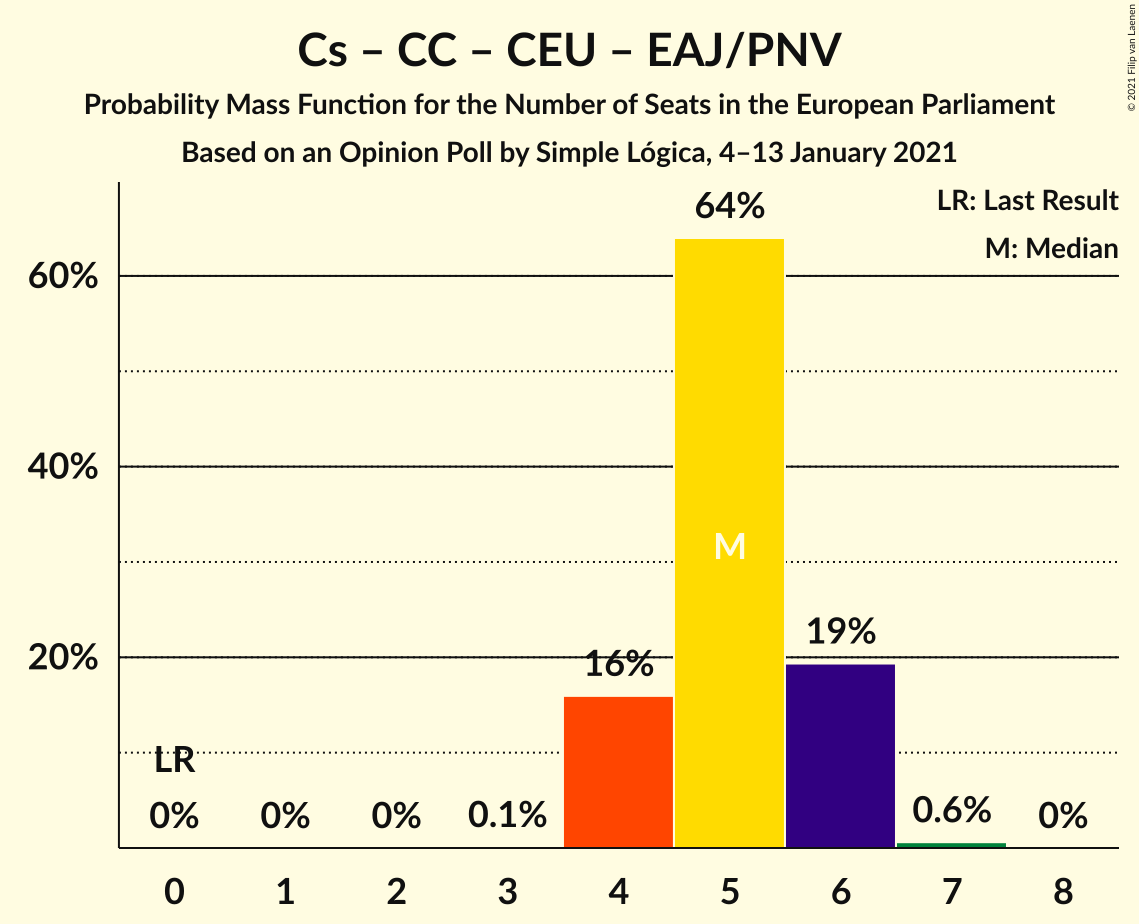 Cs – CC – CEU – EAJ/PNV
Probability Mass Function for the Number of Seats in the European Parliament
Based on an Opinion Poll by Simple Lógica, 4–13 January 2021
© 2021 Filip van Laenen
LR: Last Result
M: Median
64%
60%
40%
M
19%
20%
16%
LR
0%
0%
0%
0.1%
0.6%
0%
0
1
2
3
4
5
6
7
8